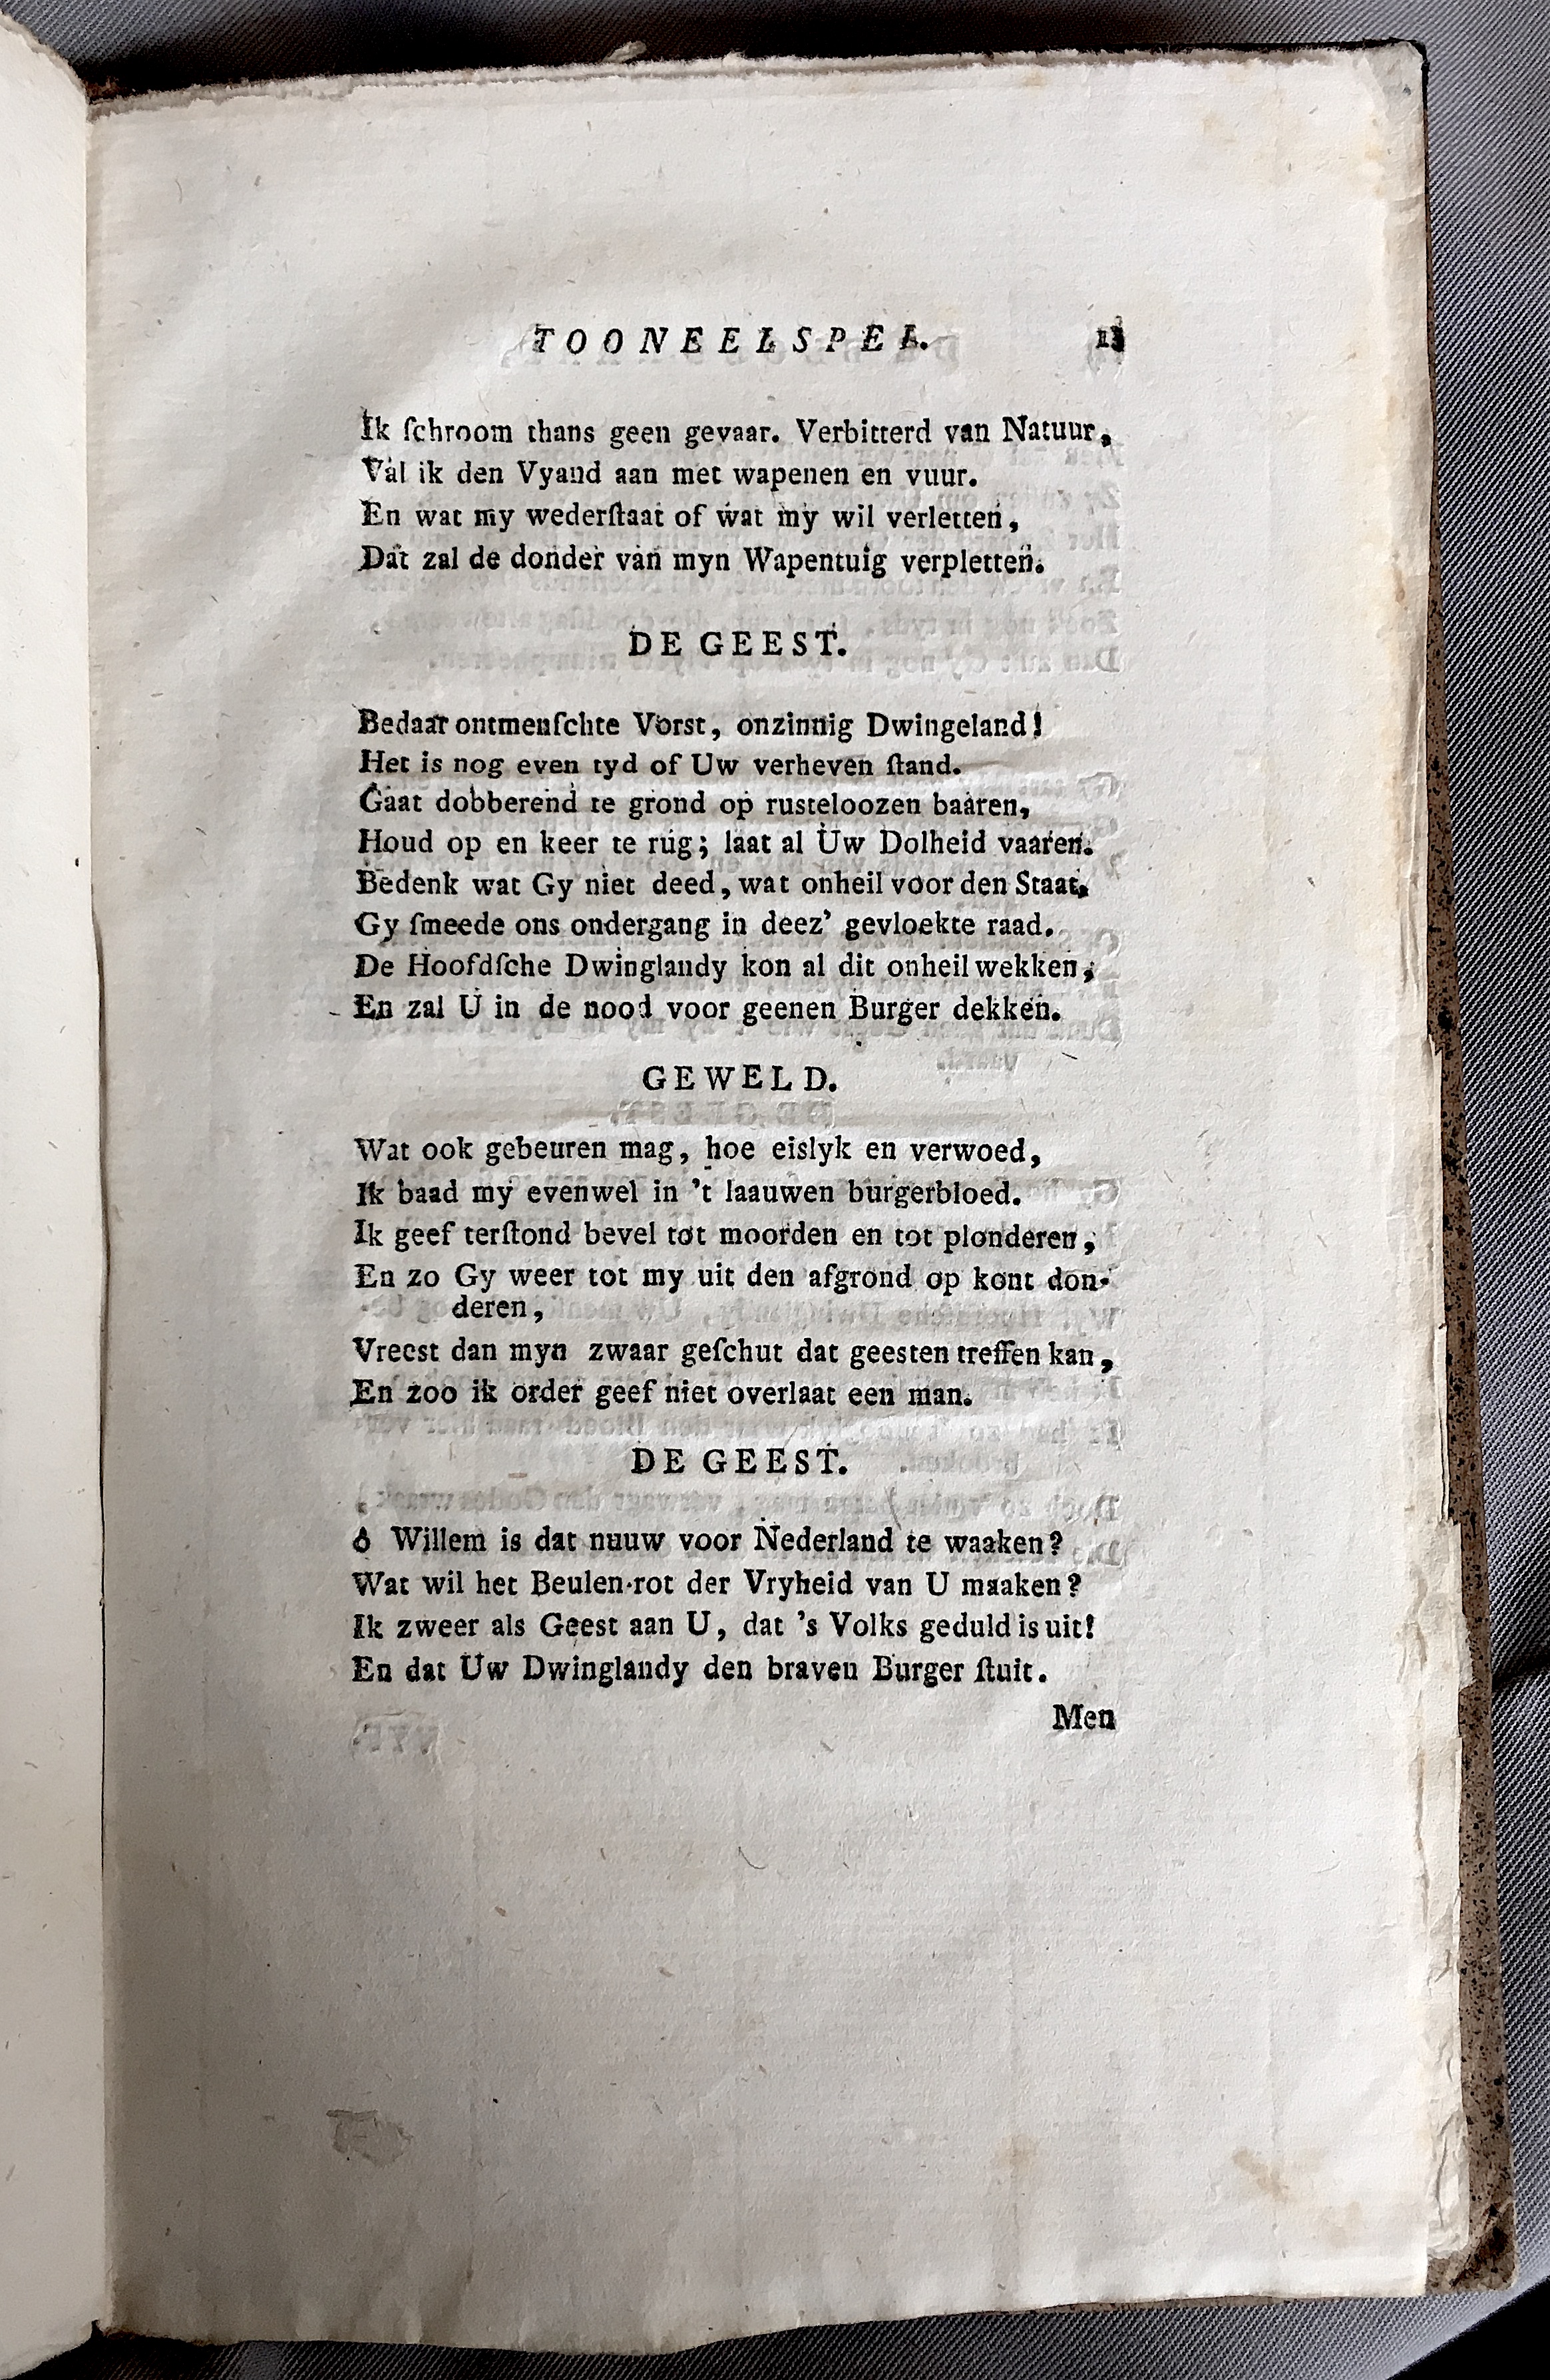 TOONEELSPEL. 13
Ik ſchroom thans geen gevaar. Verbitterd van Natuur,
Val ik den Vyand aan met wapenen en vuur.
En wat my wederſtaat of wat my wil verletten,
Dat zal de donder van myn Wapentuig verpletten.
DE GEEST.
Bedaar ontmenſchte Vorst, onzinnig Dwingeland!
Het is nog even tyd of Uw verheven ſtand.
Gaat dobberend te grond op rusteloozen baaren,
Houd op en keer te rug; laat al Uw Dolheid vaaren.
Bedenk wat Gy niet deed, wat onheil voor den Staat.
Gy ſmeede ons ondergang in deez' gevloekte raad.
De Hoofdſche Dwinglandy kon al dit onheil wekken,
En zal U in de nood voor geenen Burger dekken.
GEWELD.
Wat ook gebeuren mag, hoe eislyk en verwoed,
Ik baad my evenwel in 't laauwen burgerbloed.
Ik geef terſtond bevel tot moorden en tot plonderen,
En zo Gy weer tot my uit den afgrond op komt don-
deren,
Vreest dan myn zwaar geſchut dat geesten treffen kan,
En zoo ik order geef niet overlaat een man.
DE GEEST.
ô Willem is dat nuuw voor Nederland te waaken?
Wat wil het Beulen-rot der Vryheid van U maaken?
Ik zweer als Geest aan U, dat 's Volks geduld is uit!
En dat Uw Dwinglandy den braven Burger ſtuit.
Men